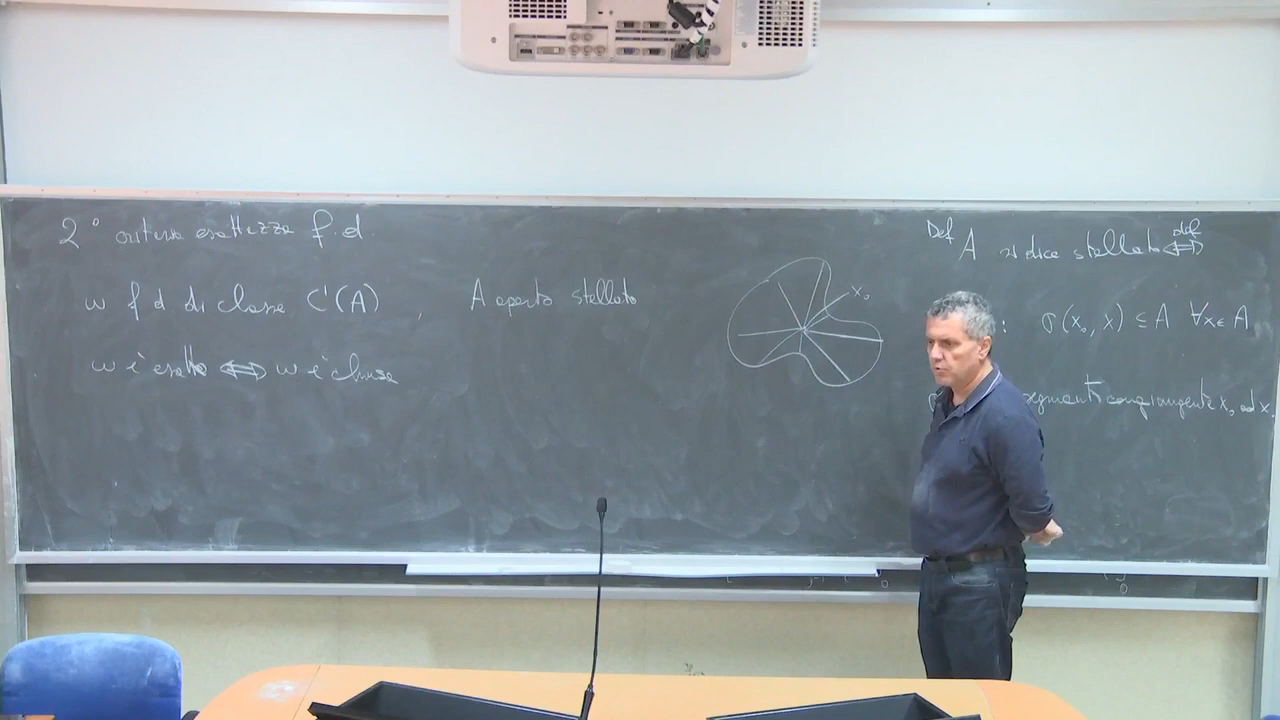 2° criterio esattezza f.d.
ω f d di classe C¹(A) , A aperto stellato
ω è esatta ⟺ ω è chiusa
x₀
Def A si dice stellato ⟺ def
: σ(x₀, x) ⊆ A ∀x∈A
segmento congiungente x₀ ad x.